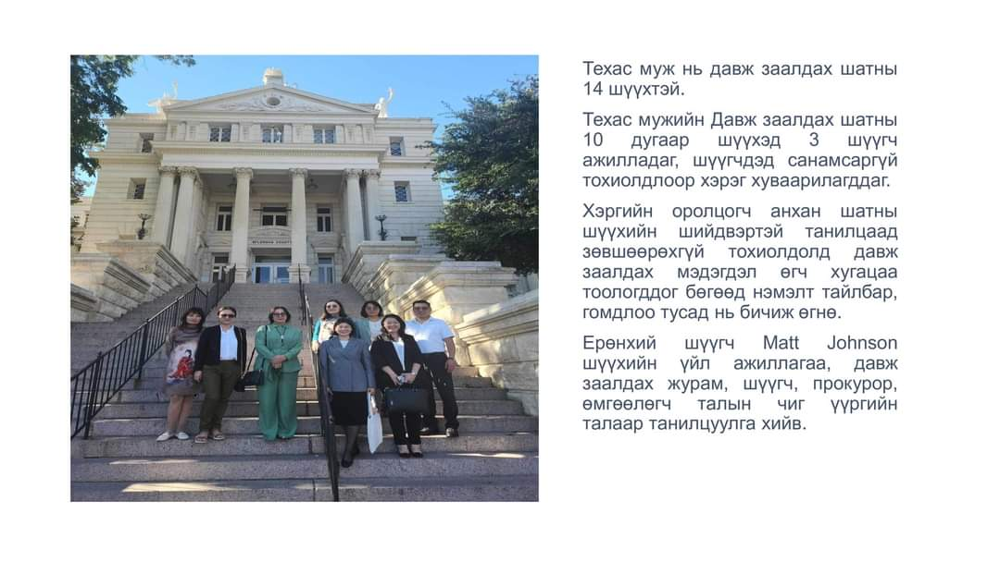 McLENNAN COUNTY
Техас муж нь давж заалдах шатны
14 шүүхтэй.
Техас мужийн Давж заалдах шатны
10 дугаар шүүхэд 3 шүүгч
ажилладаг, шүүгчдэд санамсаргүй
тохиолдлоор хэрэг хуваарилагддаг.
Хэргийн оролцогч анхан шатны
шүүхийн шийдвэртэй танилцаад
зөвшөөрөхгүй тохиолдолд давж
заалдах мэдэгдэл өгч хугацаа
тоологддог бөгөөд нэмэлт тайлбар,
гомдлоо тусад нь бичиж өгнө.
Ерөнхий шүүгч Matt Johnson
шүүхийн үйл ажиллагаа, давж
заалдах журам, шүүгч, прокурор,
өмгөөлөгч талын чиг үүргийн
талаар танилцуулга хийв.